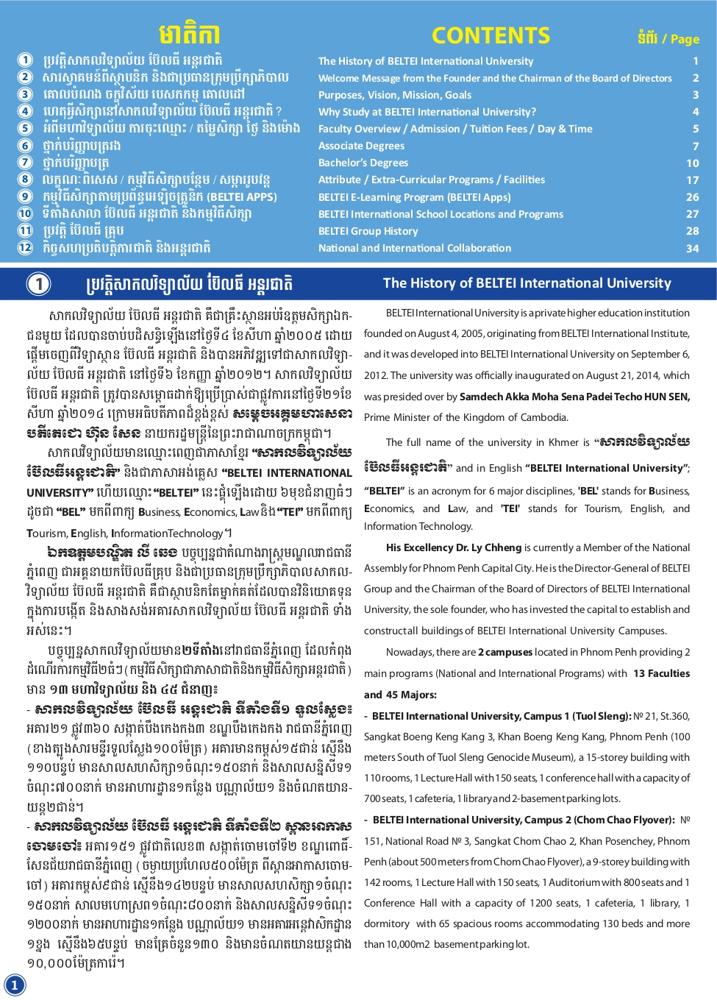 មាតិកា
CONTENTS
ទំព័រ / Page
1 ប្រវត្តិសាកលវិទ្យាល័យ ប៊ែលធី អន្តរជាតិ
The History of BELTEI International University 1
2 សារស្វាគមន៍ពីស្ថាបនិក និងជាប្រធានក្រុមប្រឹក្សាភិបាល
Welcome Message from the Founder and the Chairman of the Board of Directors 2
3 គោលបំណង ចក្ខុវិស័យ បេសកកម្ម គោលដៅ
Purposes, Vision, Mission, Goals 3
4 ហេតុអ្វីសិក្សានៅសាកលវិទ្យាល័យ ប៊ែលធី អន្តរជាតិ ?
Why Study at BELTEI International University? 4
5 អំពីមហាវិទ្យាល័យ ការចុះឈ្មោះ / តម្លៃសិក្សា ថ្ងៃ និងម៉ោង
Faculty Overview / Admission / Tuition Fees / Day & Time 5
6 ថ្នាក់បរិញ្ញាបត្ររង
Associate Degrees 7
7 ថ្នាក់បរិញ្ញាបត្រ
Bachelor's Degrees 10
8 លក្ខណៈពិសេស / កម្មវិធីសិក្សាបន្ថែម / សម្ភាររូបវន្ត
Attribute / Extra-Curricular Programs / Facilities 17
9 កម្មវិធីសិក្សាតាមប្រព័ន្ធអេឡិចត្រូនិក (BELTEI APPS)
BELTEI E-Learning Program (BELTEI Apps) 26
10 ទីតាំងសាលា ប៊ែលធី អន្តរជាតិ និងកម្មវិធីសិក្សា
BELTEI International School Locations and Programs 27
11 ប្រវត្តិ ប៊ែលធី គ្រុប
BELTEI Group History 28
12 កិច្ចសហប្រតិបត្តិការជាតិ និងអន្តរជាតិ
National and International Collaboration 34
1 ប្រវត្តិសាកលវិទ្យាល័យ ប៊ែលធី អន្តរជាតិ
The History of BELTEI International University
សាកលវិទ្យាល័យ ប៊ែលធី អន្តរជាតិ គឺជាគ្រឹះស្ថានអប់រំឧត្តមសិក្សាឯក-
ជនមួយ ដែលបានចាប់បដិសន្ធិឡើងនៅថ្ងៃទី៤ ខែសីហា ឆ្នាំ២០០៥ ដោយ
ផ្តើមចេញពីវិទ្យាស្ថាន ប៊ែលធី អន្តរជាតិ និងបានអភិវឌ្ឍទៅជាសាកលវិទ្យា-
ល័យ ប៊ែលធី អន្តរជាតិ នៅថ្ងៃទី៦ ខែកញ្ញា ឆ្នាំ២០១២។ សាកលវិទ្យាល័យ
ប៊ែលធី អន្តរជាតិ ត្រូវបានសម្ពោធដាក់ឱ្យប្រើប្រាស់ជាផ្លូវការនៅថ្ងៃទី២១ខែ
សីហា ឆ្នាំ២០១៤ ក្រោមអធិបតីភាពដ៏ខ្ពង់ខ្ពស់ សម្តេចអគ្គមហាសេនា
បតីតេជោ ហ៊ុន សែន នាយករដ្ឋមន្ត្រីនៃព្រះរាជាណាចក្រកម្ពុជា។
សាកលវិទ្យាល័យមានឈ្មោះពេញជាភាសាខ្មែរ “សាកលវិទ្យាល័យ
ប៊ែលធីអន្តរជាតិ” និងជាភាសាអង់គ្លេស “BELTEI INTERNATIONAL
UNIVERSITY” ហើយឈ្មោះ “BELTEI” នេះផ្តុំឡើងដោយ ៦មុខជំនាញធំៗ
ដូចជា “BEL” មកពីពាក្យ Business, Economics, Law និង “TEI” មកពីពាក្យ
Tourism, English, InformationTechnology។
ឯកឧត្តមបណ្ឌិត លី ឆេង បច្ចុប្បន្នជាតំណាងរាស្ត្រមណ្ឌលរាជធានី
ភ្នំពេញ ជាអគ្គនាយកប៊ែលធីគ្រុប និងជាប្រធានក្រុមប្រឹក្សាភិបាលសាកល-
វិទ្យាល័យ ប៊ែលធី អន្តរជាតិ គឺជាស្ថាបនិកតែម្នាក់គត់ដែលបានវិនិយោគទុន
ក្នុងការបង្កើត និងសាងសង់អគារសាកលវិទ្យាល័យ ប៊ែលធី អន្តរជាតិ ទាំង
អស់នេះ។
បច្ចុប្បន្នសាកលវិទ្យាល័យមាន២ទីតាំងនៅរាជធានីភ្នំពេញ ដែលកំពុង
ដំណើរការកម្មវិធី២ធំៗ(កម្មវិធីសិក្សាជាភាសាជាតិនិងកម្មវិធីសិក្សាអន្តរជាតិ)
មាន ១៣ មហាវិទ្យាល័យ និង ៤៥ ជំនាញ៖
- សាកលវិទ្យាល័យ ប៊ែលធី អន្តរជាតិ ទីតាំងទី១ ទួលស្លែង៖
អគារ២១ ផ្លូវ៣៦០ សង្កាត់បឹងកេងកង៣ ខណ្ឌបឹងកេងកង រាជធានីភ្នំពេញ
(ខាងត្បូងសារមន្ទីរទួលស្លែង១០០ម៉ែត្រ) អគារមានកម្ពស់១៥ជាន់ ស្មើនឹង
១១០បន្ទប់ មានសាលសហសិក្សា១ចំណុះ១៥០នាក់ និងសាលសន្និសីទ១
ចំណុះ៧០០នាក់ មានអាហារដ្ឋាន១កន្លែង បណ្ណាល័យ១ និងចំណតយាន-
យន្ត២ជាន់។
- សាកលវិទ្យាល័យ ប៊ែលធី អន្តរជាតិ ទីតាំងទី២ ស្ពានអាកាស
ចោមចៅ៖ អគារ១៥១ ផ្លូវជាតិលេខ៣ សង្កាត់ចោមចៅទី២ ខណ្ឌពោធិ៍-
សែនជ័យរាជធានីភ្នំពេញ (ចម្ងាយប្រហែល៥០០ម៉ែត្រ ពីស្ពានអាកាសចោម-
ចៅ) អគារកម្ពស់៩ជាន់ ស្មើនឹង១៤២បន្ទប់ មានសាលសហសិក្សា១ចំណុះ
១៥០នាក់ សាលមហោស្រព១ចំណុះ៨០០នាក់ និងសាលសន្និសីទ១ចំណុះ
១២០០នាក់ មានអាហារដ្ឋាន១កន្លែង បណ្ណាល័យ១ មានអគារអន្តេវាសិកដ្ឋាន
១ខ្នង ស្មើនឹង៦៥បន្ទប់ មានគ្រែចំនួន១៣០ និងមានចំណតយានយន្តជាង
១០,០០០ម៉ែត្រការ៉េ។
BELTEI International University is a private higher education institution
founded on August 4, 2005, originating from BELTEI International Institute,
and it was developed into BELTEI International University on September 6,
2012. The university was officially inaugurated on August 21, 2014, which
was presided over by Samdech Akka Moha Sena Padei Techo HUN SEN,
Prime Minister of the Kingdom of Cambodia.
The full name of the university in Khmer is “សាកលវិទ្យាល័យ
ប៊ែលធីអន្តរជាតិ” and in English “BELTEI International University”;
“BELTEI” is an acronym for 6 major disciplines, 'BEL' stands for Business,
Economics, and Law, and 'TEI' stands for Tourism, English, and
Information Technology.
His Excellency Dr. Ly Chheng is currently a Member of the National
Assembly for Phnom Penh Capital City. He is the Director-General of BELTEI
Group and the Chairman of the Board of Directors of BELTEI International
University, the sole founder, who has invested the capital to establish and
construct all buildings of BELTEI International University Campuses.
Nowadays, there are 2 campuses located in Phnom Penh providing 2
main programs (National and International Programs) with 13 Faculties
and 45 Majors:
- BELTEI International University, Campus 1 (Tuol Sleng): № 21, St.360,
Sangkat Boeng Keng Kang 3, Khan Boeng Keng Kang, Phnom Penh (100
meters South of Tuol Sleng Genocide Museum), a 15-storey building with
110 rooms, 1 Lecture Hall with 150 seats, 1 conference hall with a capacity of
700 seats, 1 cafeteria, 1 library and 2-basement parking lots.
- BELTEI International University, Campus 2 (Chom Chao Flyover): №
151, National Road № 3, Sangkat Chom Chao 2, Khan Posenchey, Phnom
Penh (about 500 meters from Chom Chao Flyover), a 9-storey building with
142 rooms, 1 Lecture Hall with 150 seats, 1 Auditorium with 800 seats and 1
Conference Hall with a capacity of 1200 seats, 1 cafeteria, 1 library, 1
dormitory with 65 spacious rooms accommodating 130 beds and more
than 10,000m2 basement parking lot.
1